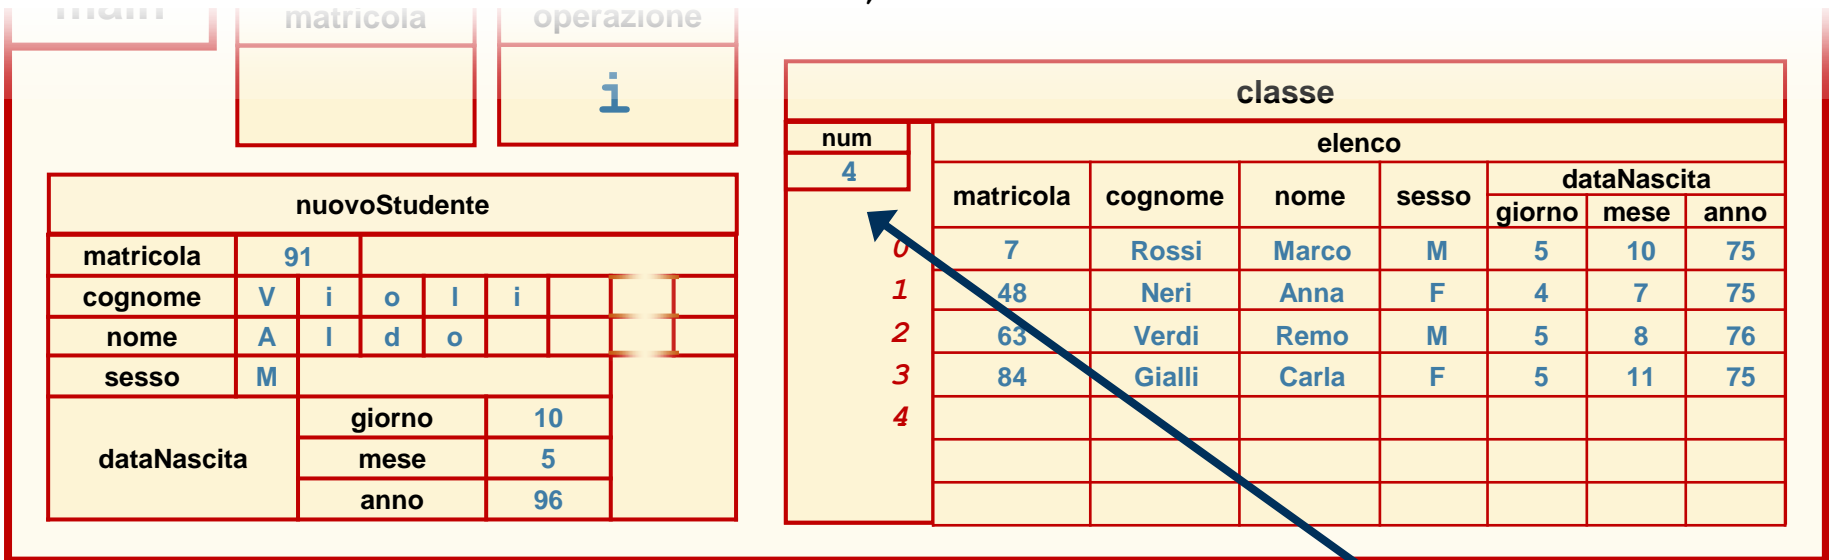 main
matricola
operazione
i
nuovoStudente
matricola 91
cognome V i o l i
nome A l d o
sesso M
dataNascita
giorno 10
mese 5
anno 96
classe
num
4
elenco
matricola cognome nome sesso dataNascita
giorno mese anno
0 7 Rossi Marco M 5 10 75
1 48 Neri Anna F 4 7 75
2 63 Verdi Remo M 5 8 76
3 84 Gialli Carla F 5 11 75
4